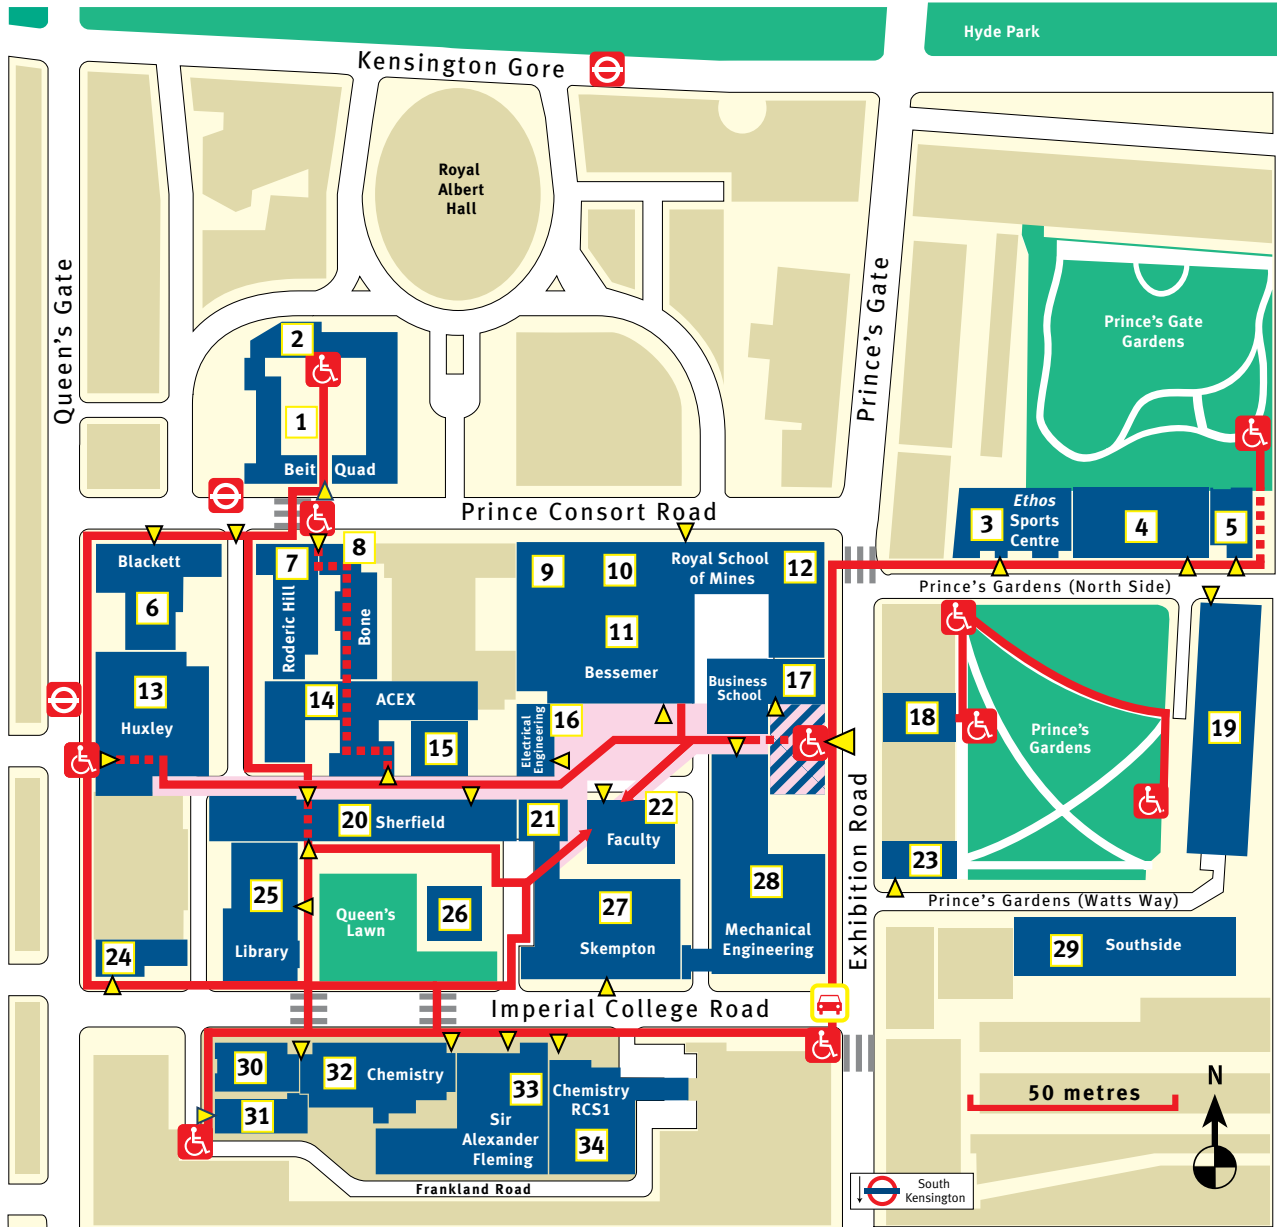 Hyde Park
Kensington Gore
Royal
Albert
Hall
Queen's Gate
Prince's Gate
Prince's Gate
Gardens
2
1
Beit Quad
Prince Consort Road
3
Ethos
Sports
Centre
4
5
Prince's Gardens (North Side)
Blackett
6
7
8
Roderic Hill
Bone
9
10
Royal School
of Mines
12
11
Bessemer
13
Huxley
14
ACEX
15
Electrical
Engineering
16
Business
School
17
18
Prince's
Gardens
19
20
Sherfield
21
22
Faculty
23
Prince's Gardens (Watts Way)
Exhibition Road
24
25
Library
Queen's
Lawn
26
27
Skempton
28
Mechanical
Engineering
29
Southside
Imperial College Road
30
31
32
Chemistry
33
Sir
Alexander
Fleming
Chemistry
RCS1
34
Frankland Road
50 metres
N
South
Kensington